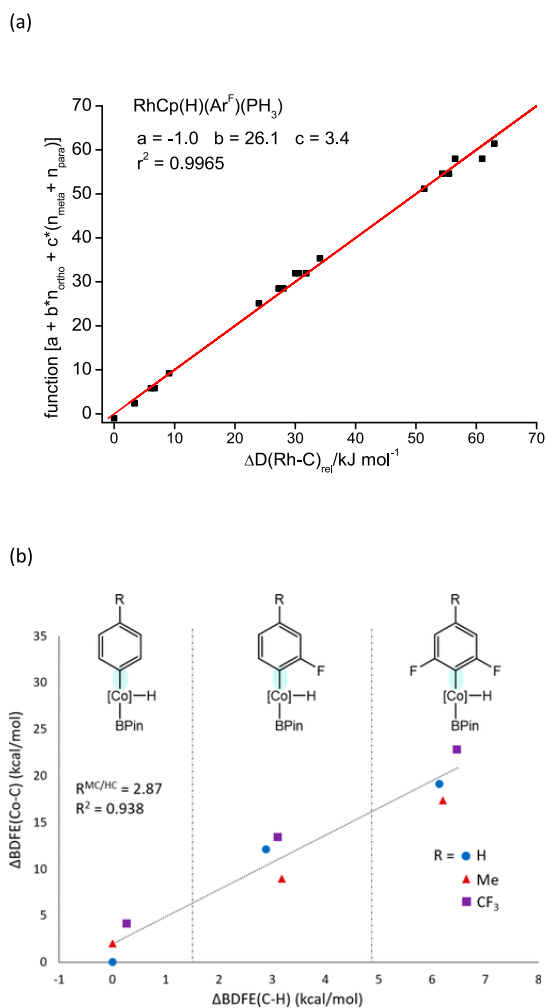 (a)
RhCp(H)(Ar^F)(PH₃)
a = -1.0 b = 26.1 c = 3.4
r² = 0.9965
function [a + b*n_ortho + c*(n_meta + n_para)]
70
60
50
40
30
20
10
0
0 10 20 30 40 50 60 70
ΔD(Rh-C)_rel/kJ mol⁻¹
(b)
R R R
F F F
[Co]—H [Co]—H [Co]—H
BPin BPin BPin
R^MC/HC = 2.87
R² = 0.938
R = H
Me
CF₃
ΔBDFE(Co-C) (kcal/mol)
35
30
25
20
15
10
5
0
-1 0 1 2 3 4 5 6 7 8
ΔBDFE(C-H) (kcal/mol)